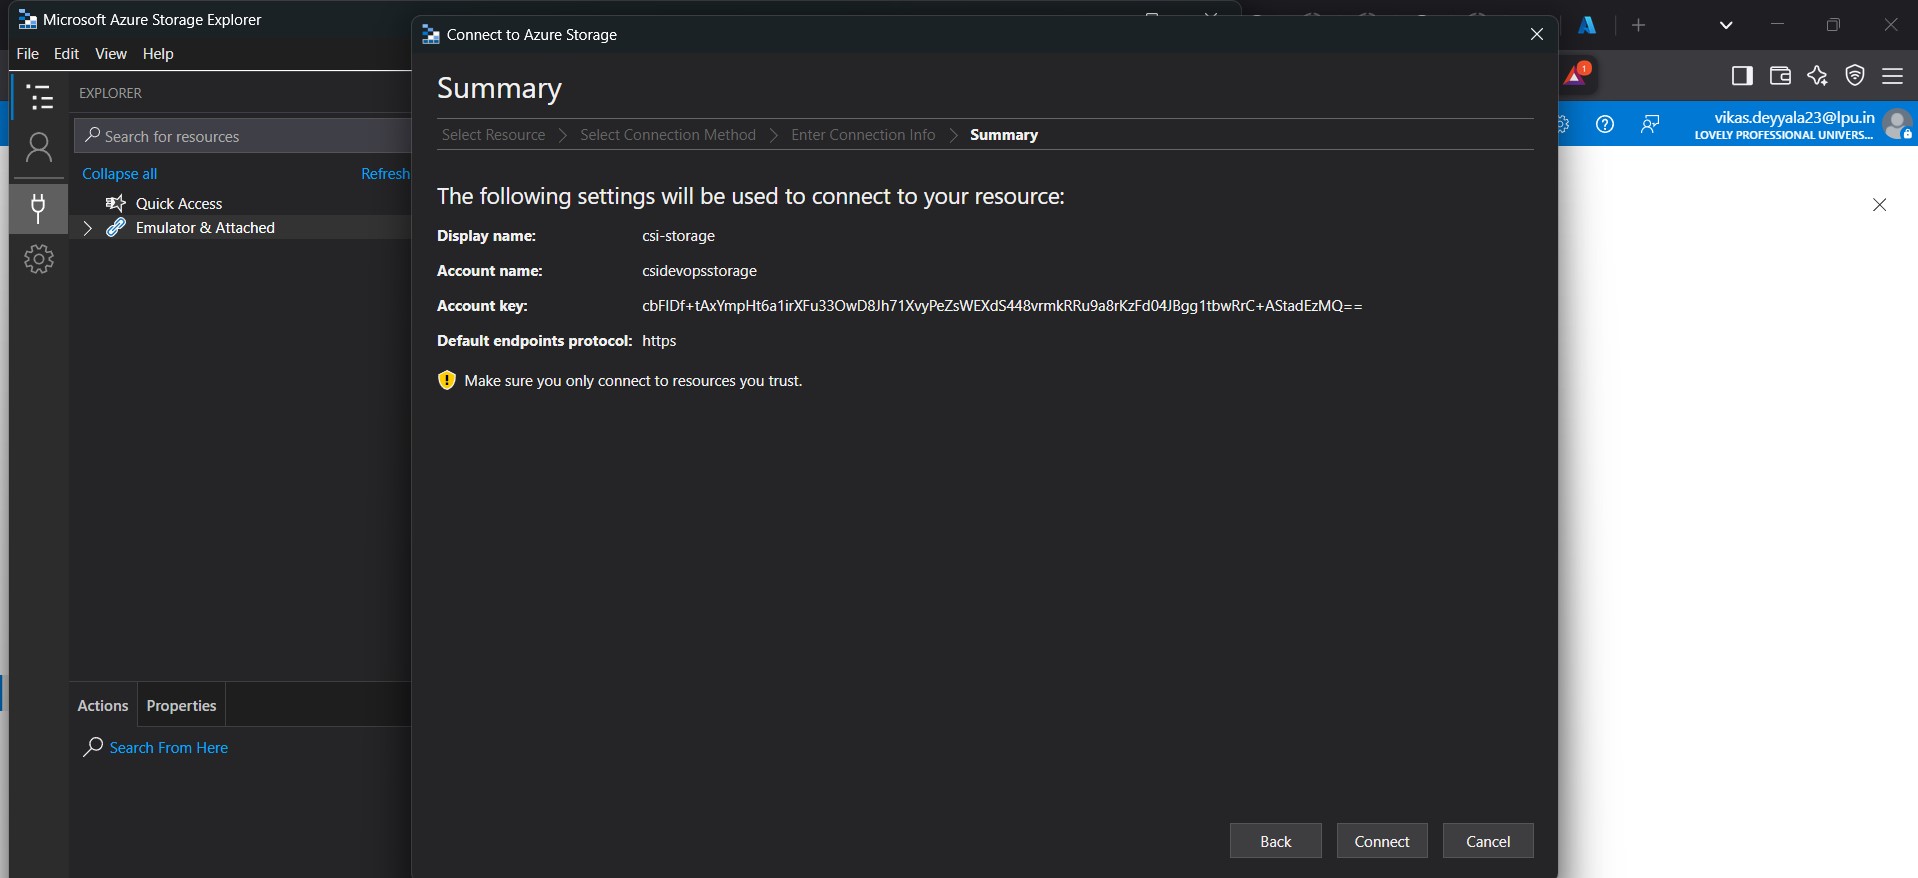 Microsoft Azure Storage Explorer
File Edit View Help
EXPLORER
Search for resources
Collapse all Refresh
Quick Access
Emulator & Attached
Actions Properties
Search From Here
Connect to Azure Storage
Summary
Select Resource > Select Connection Method > Enter Connection Info > Summary
The following settings will be used to connect to your resource:
Display name: csi-storage
Account name: csidevopsstorage
Account key:
Default endpoints protocol: https
Make sure you only connect to resources you trust.
Back Connect Cancel
1
vikas.deyyala23@lpu.in
LOVELY PROFESSIONAL UNIVERS...